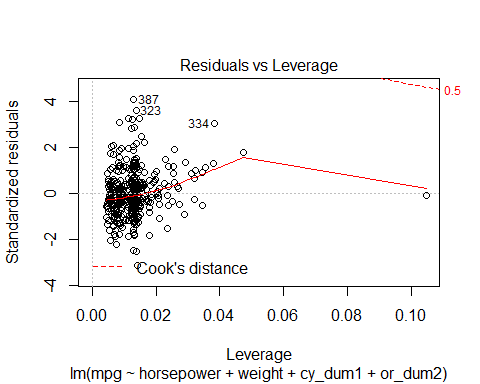 Residuals vs Leverage
Standardized residuals
4
2
0
-2
-4
387
323
334
0.5
Cook's distance
0.00 0.02 0.04 0.06 0.08 0.10
Leverage
lm(mpg ~ horsepower + weight + cy_dum1 + or_dum2)